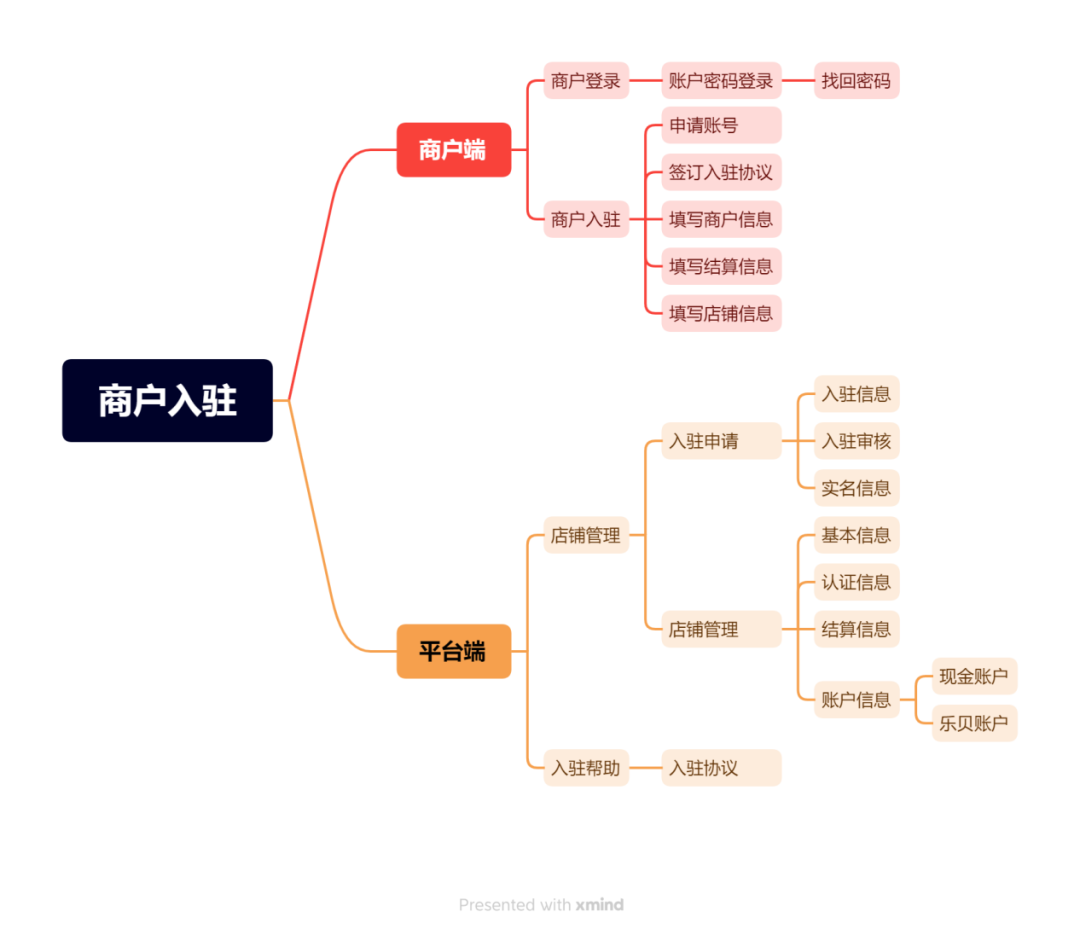 商户入驻
商户端
商户登录
账户密码登录
找回密码
商户入驻
申请账号
签订入驻协议
填写商户信息
填写结算信息
填写店铺信息
平台端
店铺管理
入驻申请
入驻信息
入驻审核
实名信息
店铺管理
基本信息
认证信息
结算信息
账户信息
现金账户
乐贝账户
入驻帮助
入驻协议
Presented with xmind